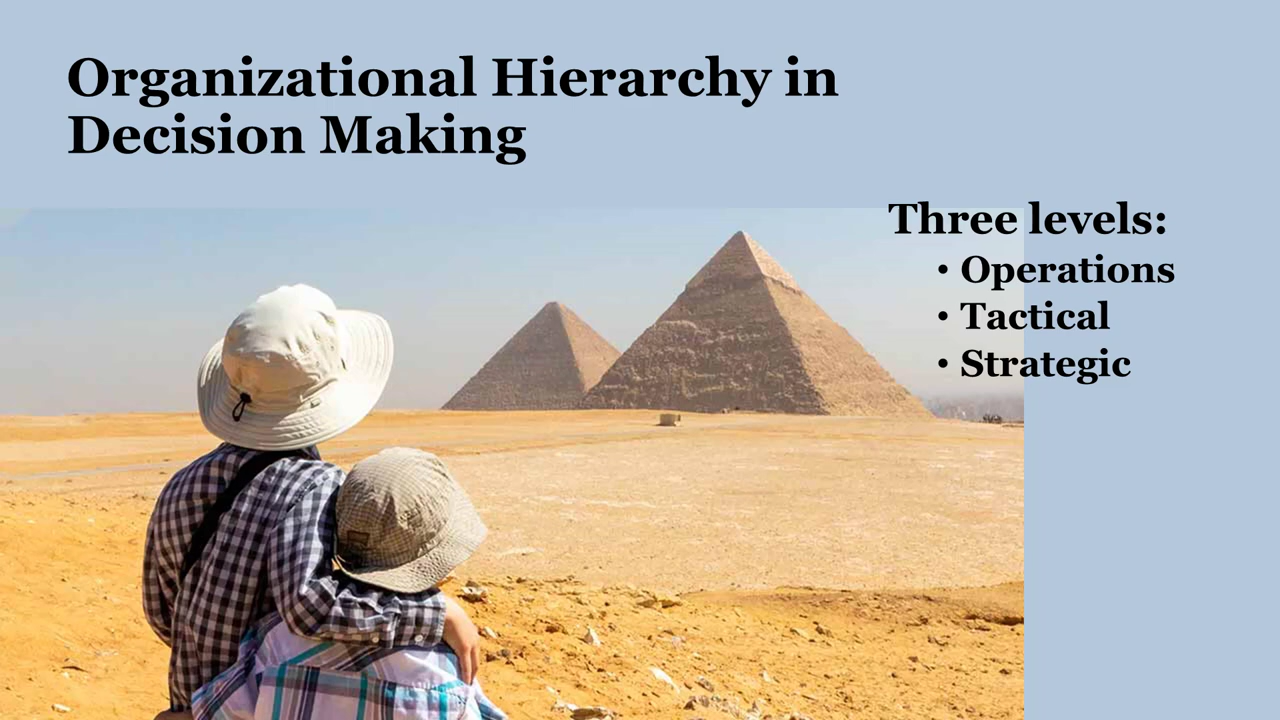 Organizational Hierarchy in
Decision Making
Three levels:
• Operations
• Tactical
• Strategic